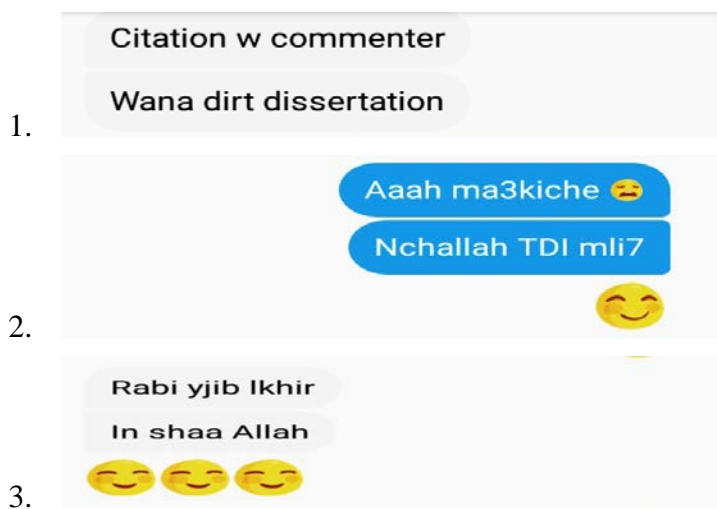 Citation w commenter
Wana dirt dissertation
1.
Aaah ma3kiche 😩
Nchallah TDI mli7
😊
2.
Rabi yjib lkhir
In shaa Allah
😊😊😊
3.